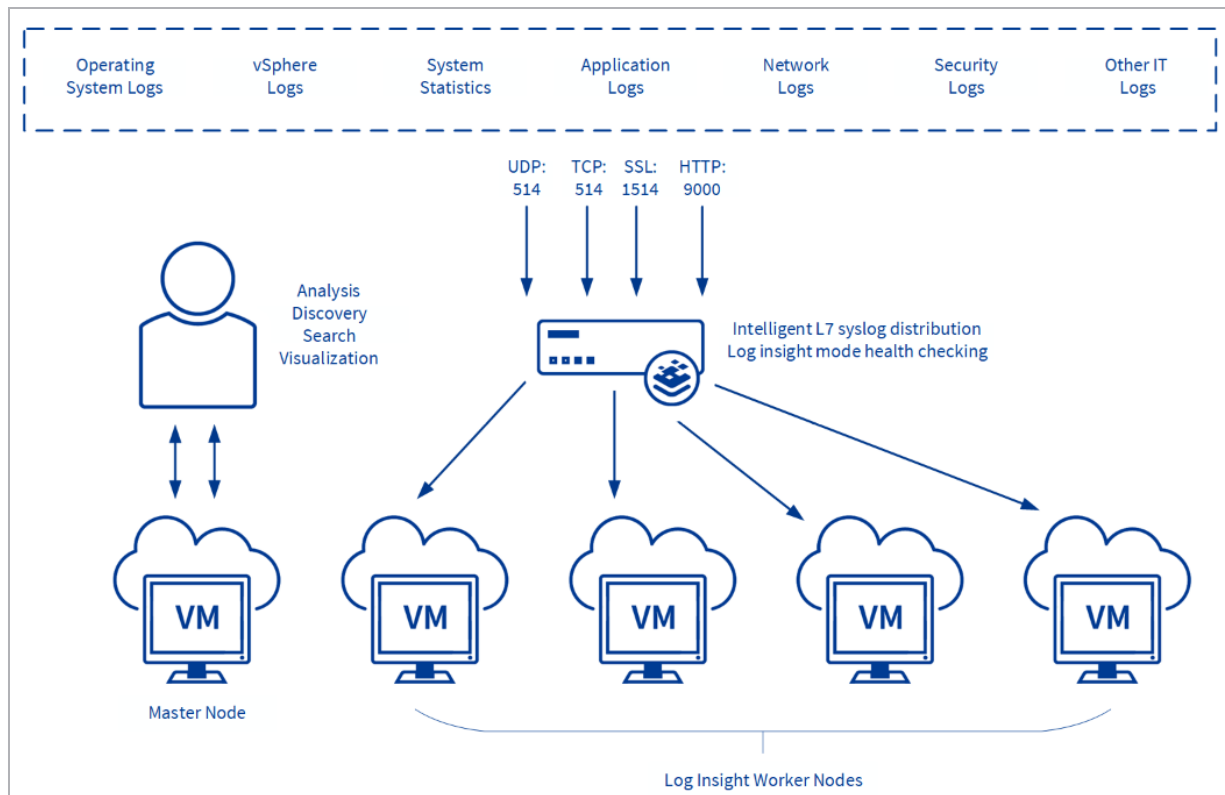 Operating
System Logs
vSphere
Logs
System
Statistics
Application
Logs
Network
Logs
Security
Logs
Other IT
Logs
UDP:
514
TCP:
514
SSL:
1514
HTTP:
9000
Analysis
Discovery
Search
Visualization
Intelligent L7 syslog distribution
Log insight mode health checking
VM
VM
VM
VM
VM
Master Node
Log Insight Worker Nodes